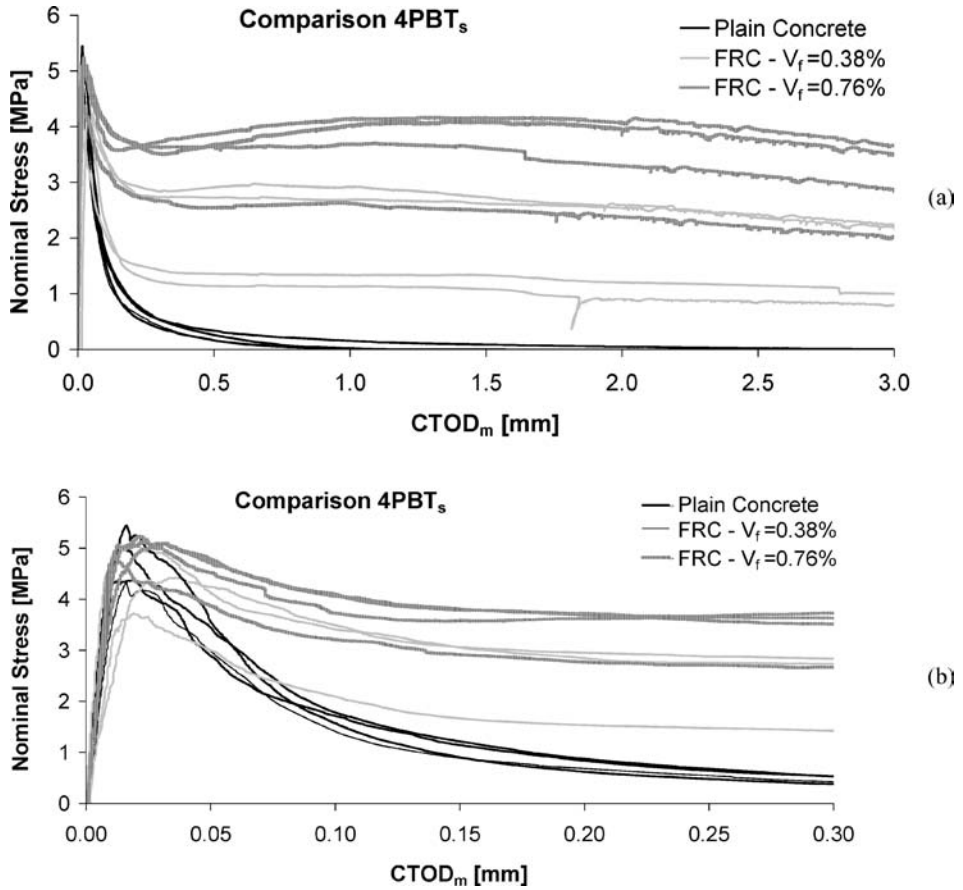 Comparison 4PBTs
Plain Concrete
FRC - Vf =0.38%
FRC - Vf =0.76%
6
5
4
3
2
1
0
Nominal Stress [MPa]
0.0 0.5 1.0 1.5 2.0 2.5 3.0
CTODm [mm]
(a)
Comparison 4PBTs
Plain Concrete
FRC - Vf =0.38%
FRC - Vf =0.76%
6
5
4
3
2
1
0
Nominal Stress [MPa]
0.00 0.05 0.10 0.15 0.20 0.25 0.30
CTODm [mm]
(b)